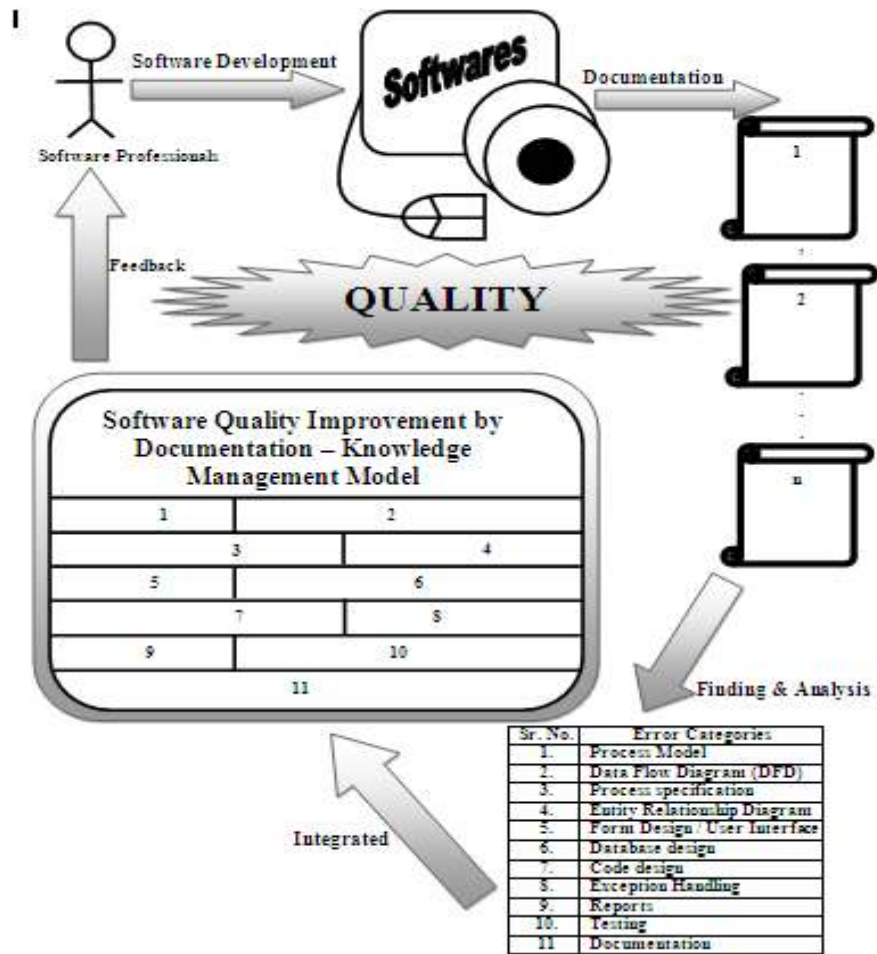 I
Software Development
Softwares
Documentation
Software Professionals
1
Feedback
QUALITY
2
n
Software Quality Improvement by
Documentation – Knowledge
Management Model
1 2
3 4
5 6
7 8
9 10
11
Finding & Analysis
Integrated
Sr. No. Error Categories
1. Process Model
2. Data Flow Diagram (DFD)
3. Process specification
4. Entity Relationship Diagram
5. Form Design / User Interface
6. Database design
7. Code design
8. Exception Handling
9. Reports
10. Testing
11 Documentation